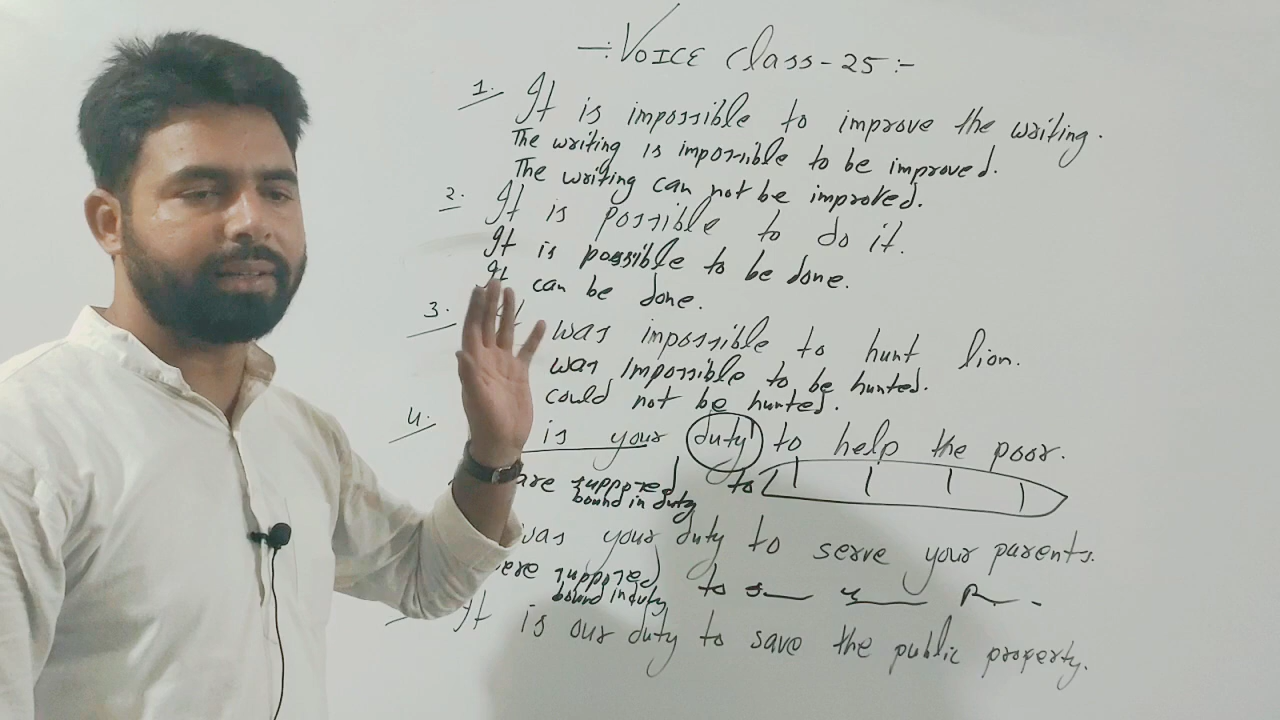 -: VOICE Class-25 :-
1. It is impossible to improve the writing.
The writing is impossible to be improved.
The writing can not be improved.
2. It is possible to do it.
It is possible to be done.
It can be done.
3. was impossible to hunt lion.
was Impossible to be hunted.
could not be hunted.
4. is your duty to help the poor.
are supposed to
bound in duty
was your duty to serve your parents.
ere supposed to s y P .
bound in duty
It is our duty to save the public property.